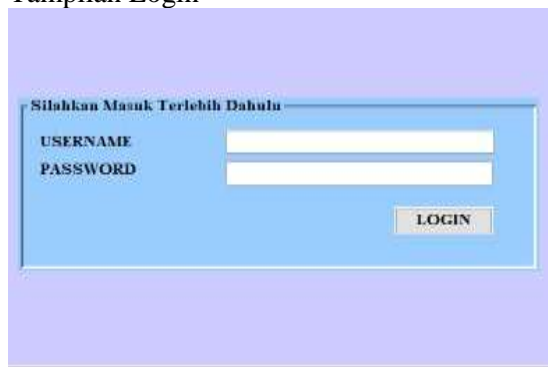 Tampilan Login
Silahkan Masuk Terlebih Dahulu
USERNAME
PASSWORD
LOGIN